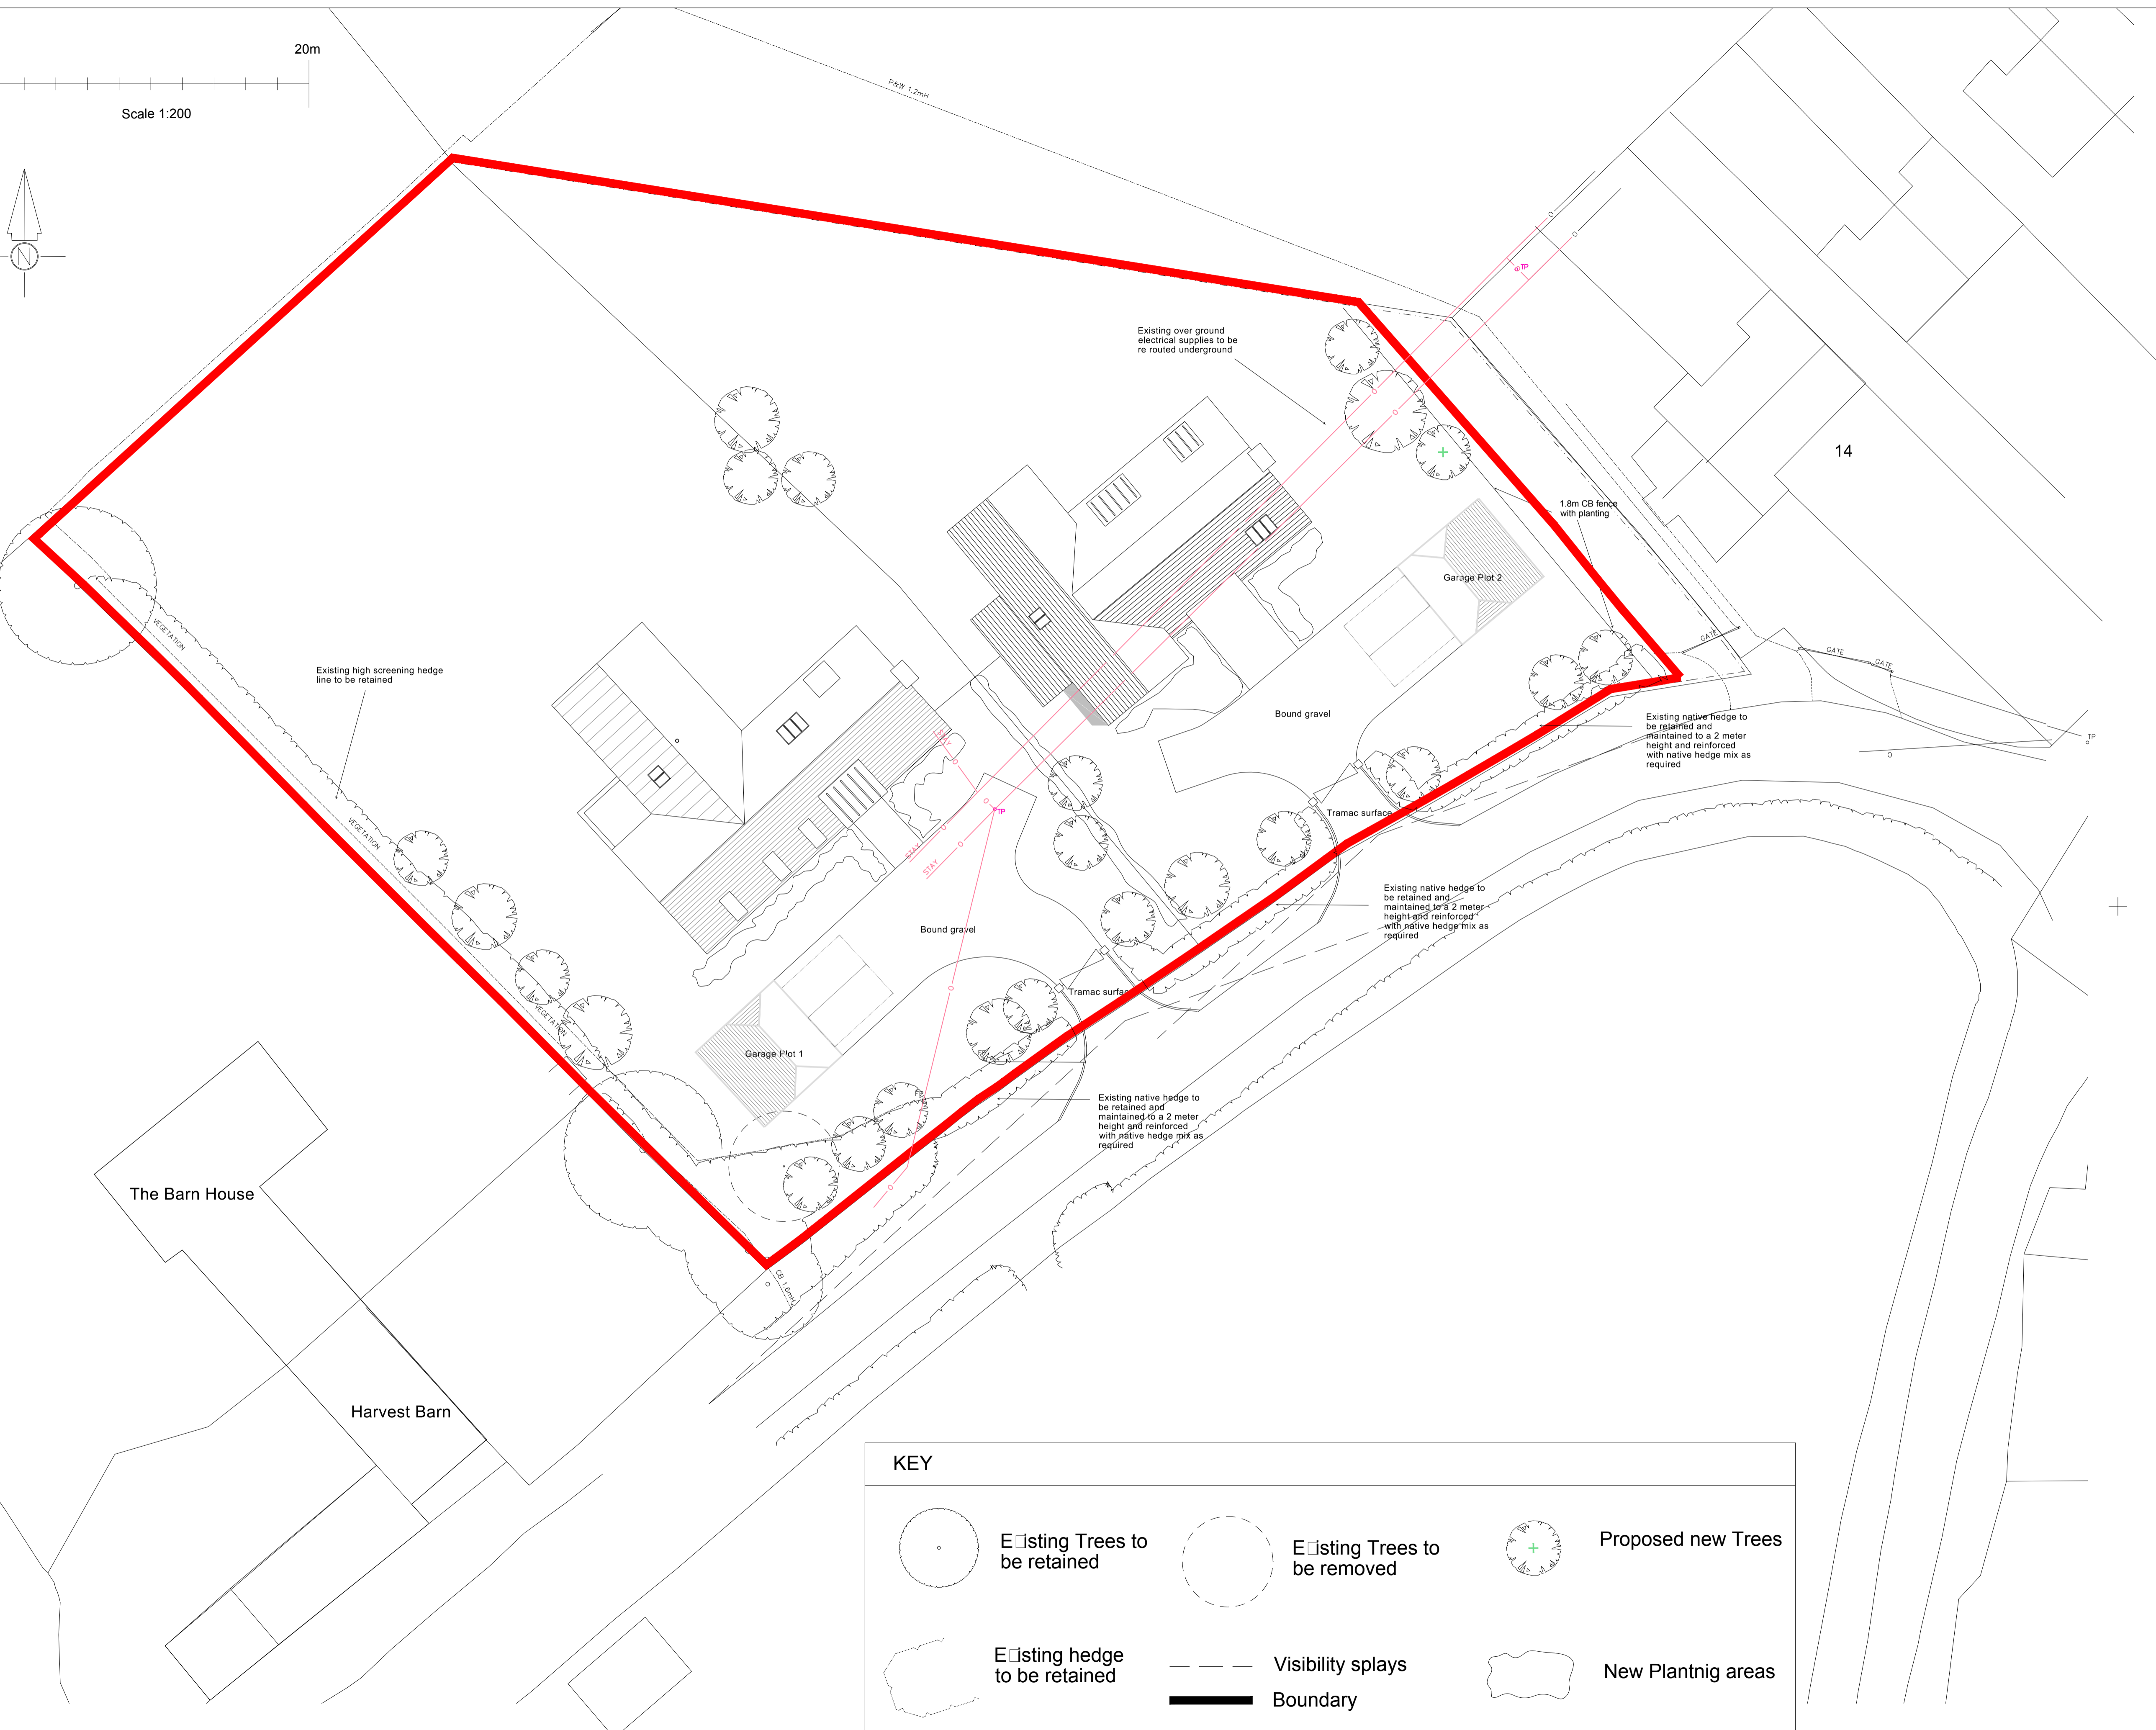 20m
Scale 1:200
N
P&W 1.2mH
TP
Existing over ground
electrical supplies to be
re routed underground
14
1.8m CB fence
with planting
Garage Plot 2
VEGETATION
Existing high screening hedge
line to be retained
GATE
GATE
GATE
TP
Bound gravel
Existing native hedge to
be retained and
maintained to a 2 meter
height and reinforced
with native hedge mix as
required
STAY
TP
VEGETATION
Tramac surface
STAY
STAY
Existing native hedge to
be retained and
maintained to a 2 meter
height and reinforced
with native hedge mix as
required
Bound gravel
Tramac surfac
VEGETATION
Garage Plot 1
Existing native hedge to
be retained and
maintained to a 2 meter
height and reinforced
with native hedge mix as
required
The Barn House
CB 1.6mH
Harvest Barn
KEY
E□isting Trees to
be retained
E□isting Trees to
be removed
Proposed new Trees
E□isting hedge
to be retained
Visibility splays
Boundary
New Plantnig areas